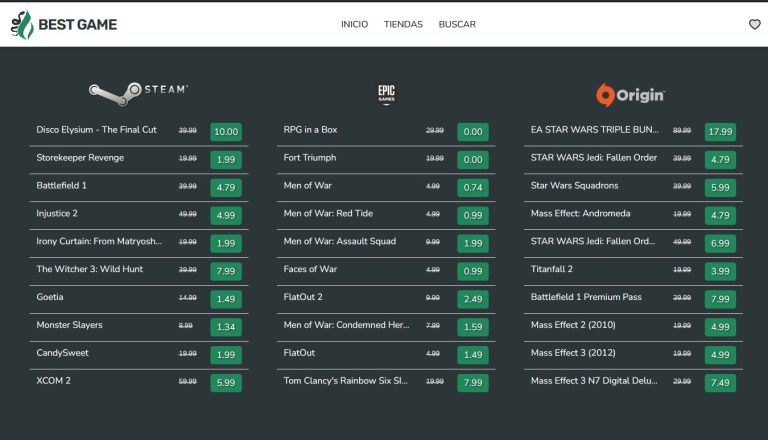 BEST GAME
INICIO TIENDAS BUSCAR
STEAM
Disco Elysium - The Final Cut 39.99 10.00
Storekeeper Revenge 19.99 1.99
Battlefield 1 39.99 4.79
Injustice 2 49.99 4.99
Irony Curtain: From Matryosh... 19.99 1.99
The Witcher 3: Wild Hunt 39.99 7.99
Goetia 14.99 1.49
Monster Slayers 8.99 1.34
CandySweet 19.99 1.99
XCOM 2 59.99 5.99
EPIC
GAMES
RPG in a Box 29.99 0.00
Fort Triumph 19.99 0.00
Men of War 4.99 0.74
Men of War: Red Tide 4.99 0.99
Men of War: Assault Squad 9.99 1.99
Faces of War 4.99 0.99
FlatOut 2 9.99 2.49
Men of War: Condemned Her... 7.99 1.59
FlatOut 4.99 1.49
Tom Clancy's Rainbow Six SI... 19.99 7.99
Origin
EA STAR WARS TRIPLE BUN... 89.99 17.99
STAR WARS Jedi: Fallen Order 39.99 4.79
Star Wars Squadrons 39.99 5.99
Mass Effect: Andromeda 19.99 4.79
STAR WARS Jedi: Fallen Ord... 49.99 6.99
Titanfall 2 19.99 3.99
Battlefield 1 Premium Pass 39.99 7.99
Mass Effect 2 (2010) 19.99 4.99
Mass Effect 3 (2012) 19.99 4.99
Mass Effect 3 N7 Digital Delu... 29.99 7.49